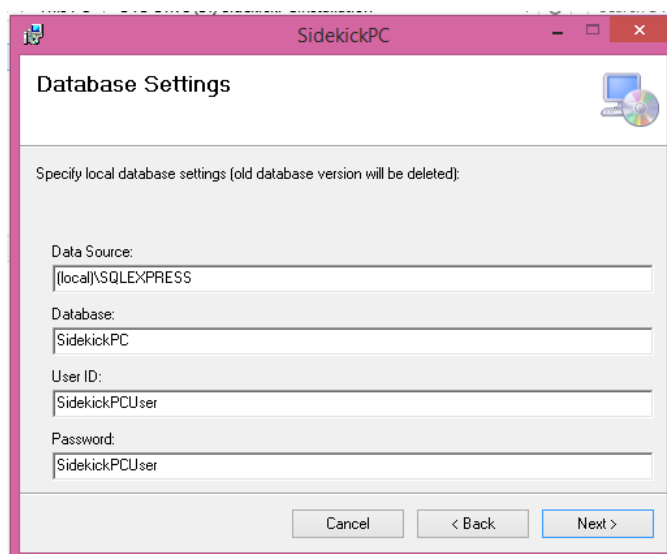 SidekickPC
Database Settings
Specify local database settings (old database version will be deleted):
Data Source:
(local)\SQLEXPRESS
Database:
SidekickPC
User ID:
SidekickPCUser
Password:
SidekickPCUser
Cancel
< Back
Next >